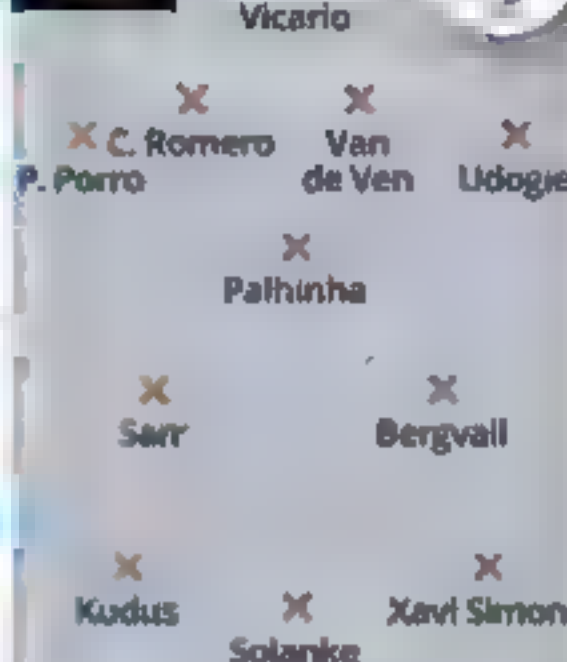 Vicario
C. Romero
Van
de Ven
P. Porro
Udogie
Palhinha
Sarr
Bergvall
Kudus
Xavi Simon
Solanke